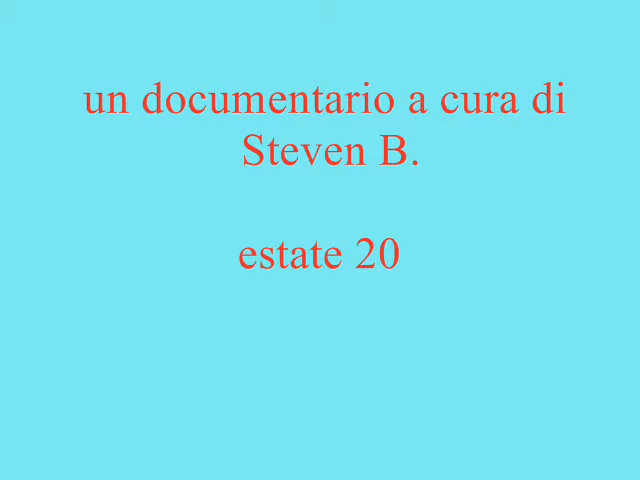 un documentario a cura di
Steven B.
estate 20